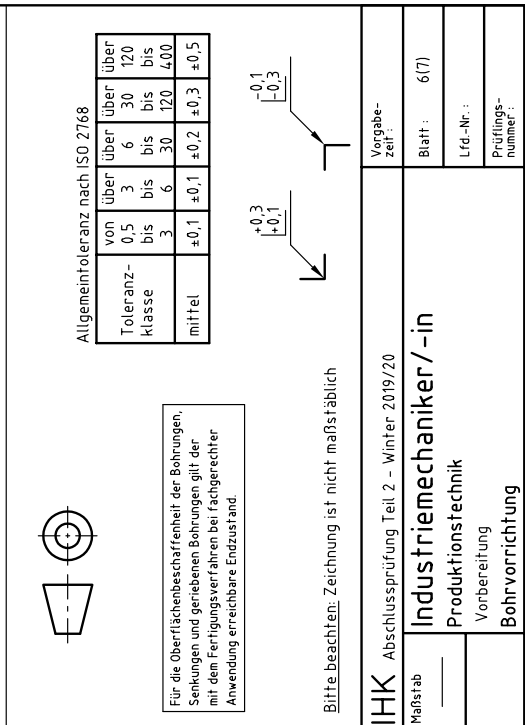 Allgemeintoleranz nach ISO 2768
Toleranz-
klasse
von
0,5
bis
3
über
3
bis
6
über
6
bis
30
über
30
bis
120
über
120
bis
400
mittel
±0,1
±0,1
±0,2
±0,3
±0,5
Für die Oberflächenbeschaffenheit der Bohrungen,
Senkungen und geriebenen Bohrungen gilt der
mit dem Fertigungsverfahren bei fachgerechter
Anwendung erreichbare Endzustand.
+0,3
+0,1
-0,1
-0,3
Bitte beachten: Zeichnung ist nicht maßstäblich
IHK Abschlussprüfung Teil 2 - Winter 2019/20
Vorgabe-
zeit :
Maßstab
Industriemechaniker/-in
Produktionstechnik
Blatt : 6(7)
Vorbereitung
Bohrvorrichtung
Lfd.-Nr. :
Prüflings-
nummer :